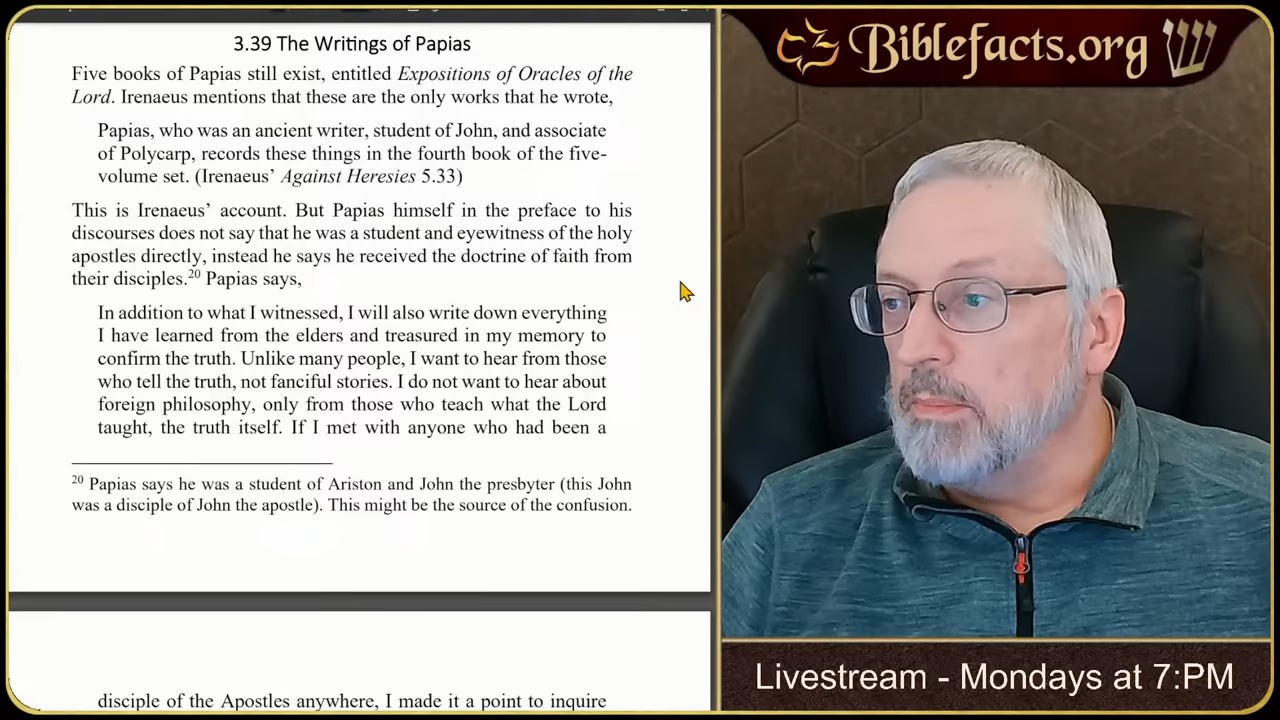 3.39 The Writings of Papias
Five books of Papias still exist, entitled Expositions of Oracles of the
Lord. Irenaeus mentions that these are the only works that he wrote,
Papias, who was an ancient writer, student of John, and associate
of Polycarp, records these things in the fourth book of the five-
volume set. (Irenaeus’ Against Heresies 5.33)
This is Irenaeus’ account. But Papias himself in the preface to his
discourses does not say that he was a student and eyewitness of the holy
apostles directly, instead he says he received the doctrine of faith from
their disciples.20 Papias says,
In addition to what I witnessed, I will also write down everything
I have learned from the elders and treasured in my memory to
confirm the truth. Unlike many people, I want to hear from those
who tell the truth, not fanciful stories. I do not want to hear about
foreign philosophy, only from those who teach what the Lord
taught, the truth itself. If I met with anyone who had been a
20 Papias says he was a student of Ariston and John the presbyter (this John
was a disciple of John the apostle). This might be the source of the confusion.
disciple of the Apostles anywhere, I made it a point to inquire
Biblefacts.org
Livestream - Mondays at 7:PM